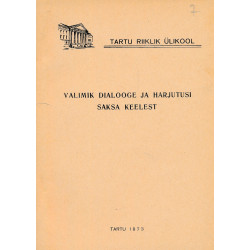 TARTU RIIKLIK ÜLIKOOL
VALIMIK DIALOOGE JA HARJUTUSI
SAKSA KEELEST
TARTU 1973